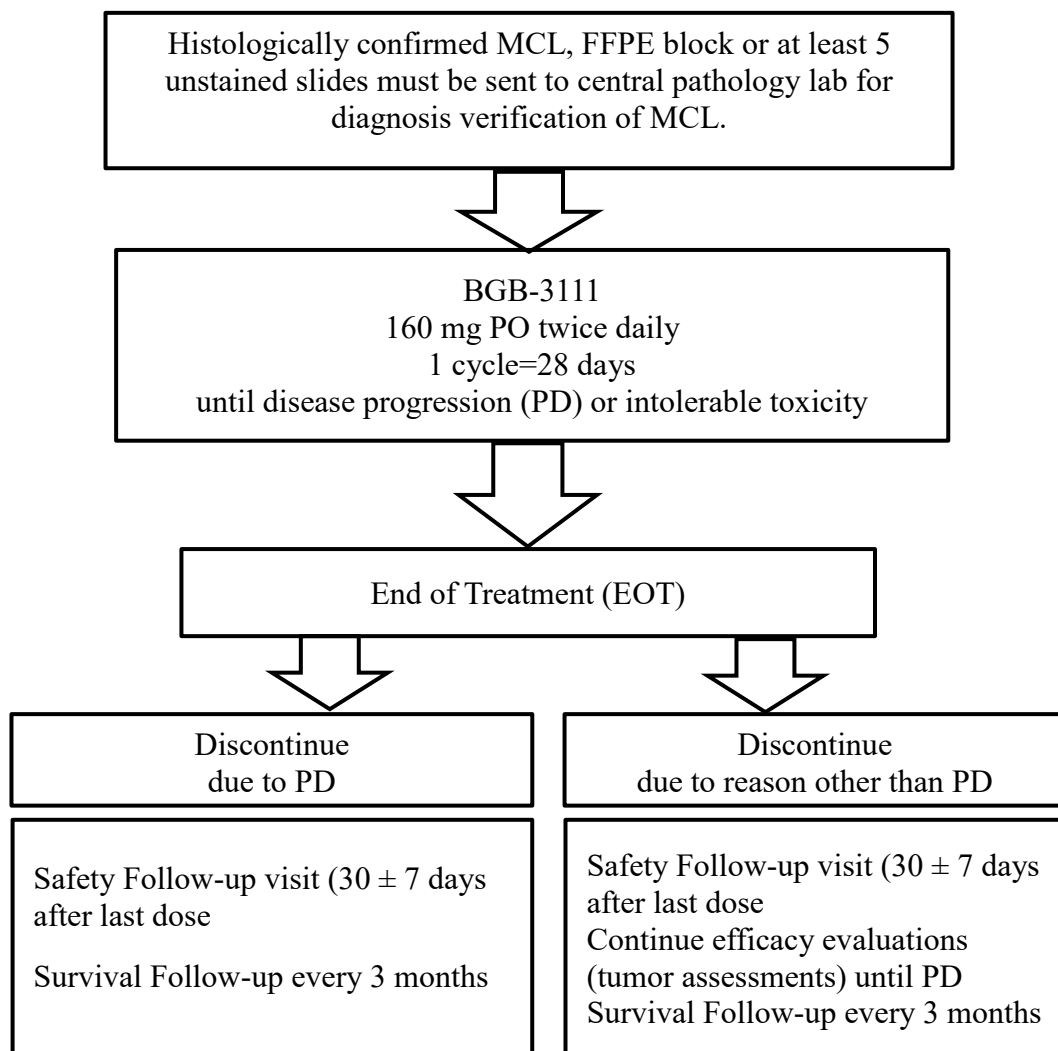 Histologically confirmed MCL, FFPE block or at least 5
unstained slides must be sent to central pathology lab for
diagnosis verification of MCL.
BGB-3111
160 mg PO twice daily
1 cycle=28 days
until disease progression (PD) or intolerable toxicity
End of Treatment (EOT)
Discontinue
due to PD
Safety Follow-up visit (30 ± 7 days
after last dose
Survival Follow-up every 3 months
Discontinue
due to reason other than PD
Safety Follow-up visit (30 ± 7 days
after last dose
Continue efficacy evaluations
(tumor assessments) until PD
Survival Follow-up every 3 months